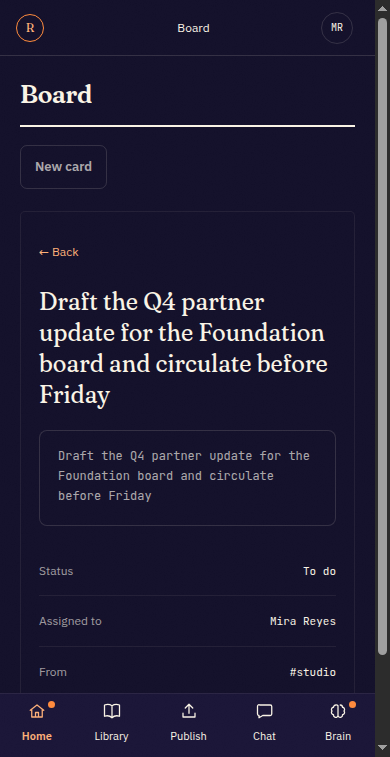 R
Board
MR
Board
New card
← Back
Draft the Q4 partner
update for the Foundation
board and circulate before
Friday
Draft the Q4 partner update for the
Foundation board and circulate
before Friday
Status To do
Assigned to Mira Reyes
From #studio
Home Library Publish Chat Brain